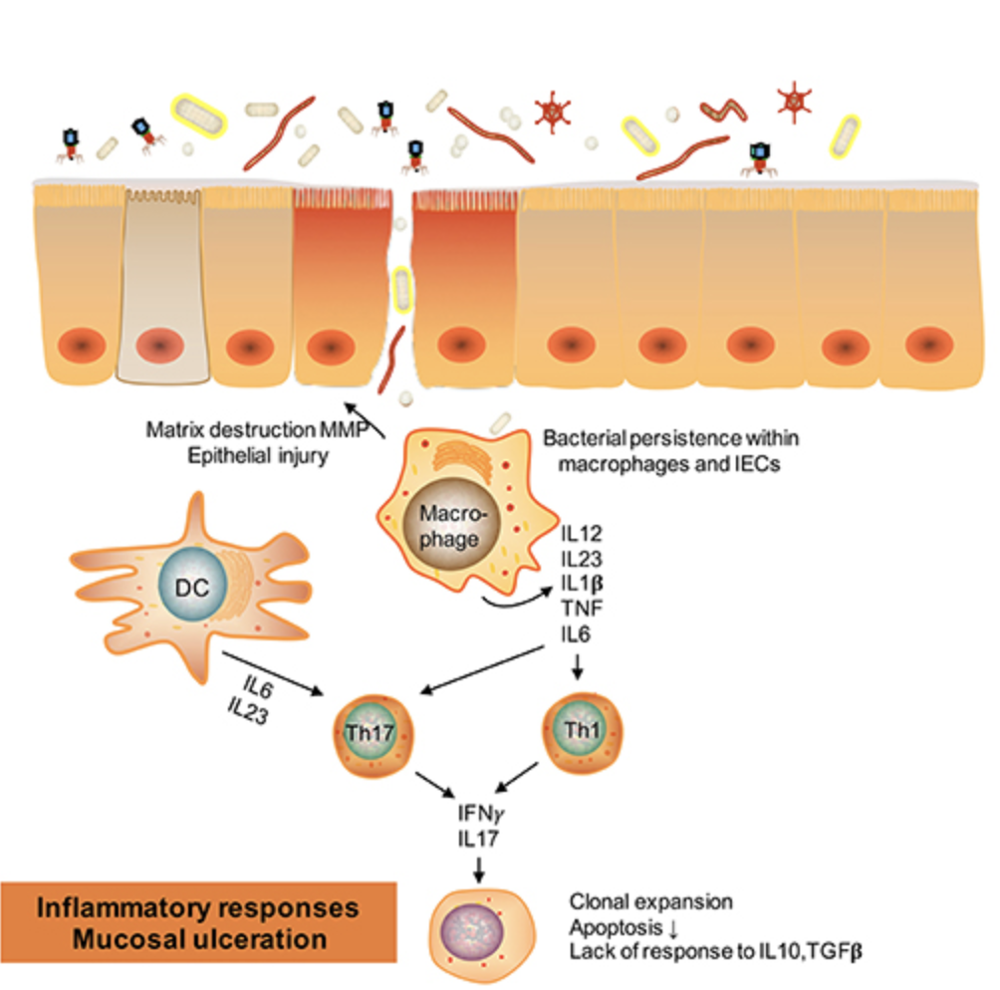 Matrix destruction MMP
Epithelial injury
Bacterial persistence within
macrophages and IECs
Macro-
phage
DC
IL12
IL23
IL1β
TNF
IL6
IL6
IL23
Th17
Th1
IFNγ
IL17
Inflammatory responses
Mucosal ulceration
Clonal expansion
Apoptosis ↓
Lack of response to IL10,TGFβ